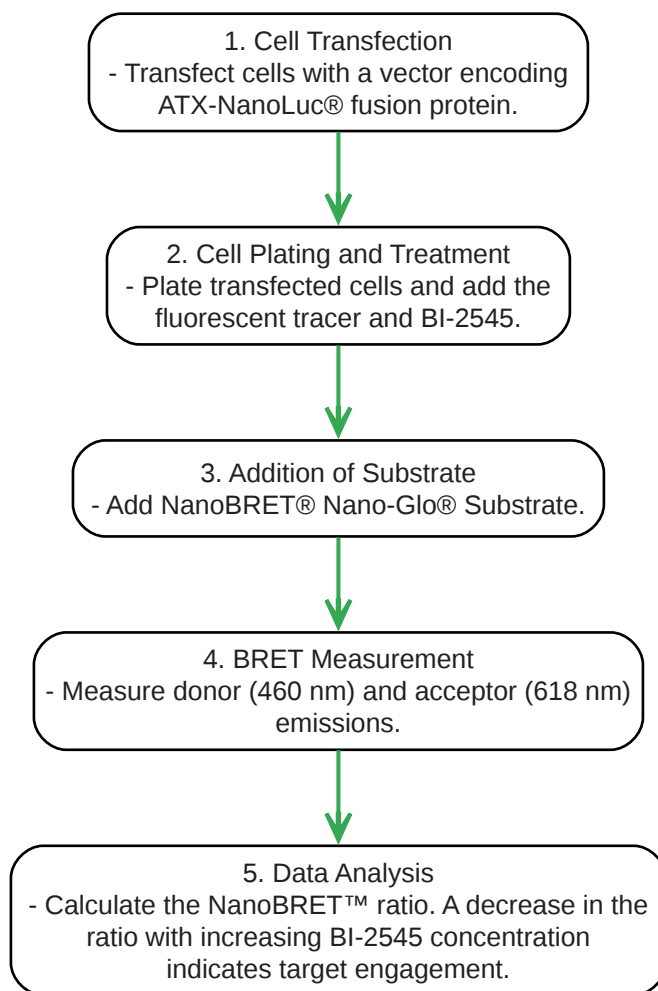 1. Cell Transfection
- Transfect cells with a vector encoding
ATX-NanoLuc® fusion protein.
2. Cell Plating and Treatment
- Plate transfected cells and add the
fluorescent tracer and BI-2545.
3. Addition of Substrate
- Add NanoBRET® Nano-Glo® Substrate.
4. BRET Measurement
- Measure donor (460 nm) and acceptor (618 nm)
emissions.
5. Data Analysis
- Calculate the NanoBRET™ ratio. A decrease in the
ratio with increasing BI-2545 concentration
indicates target engagement.